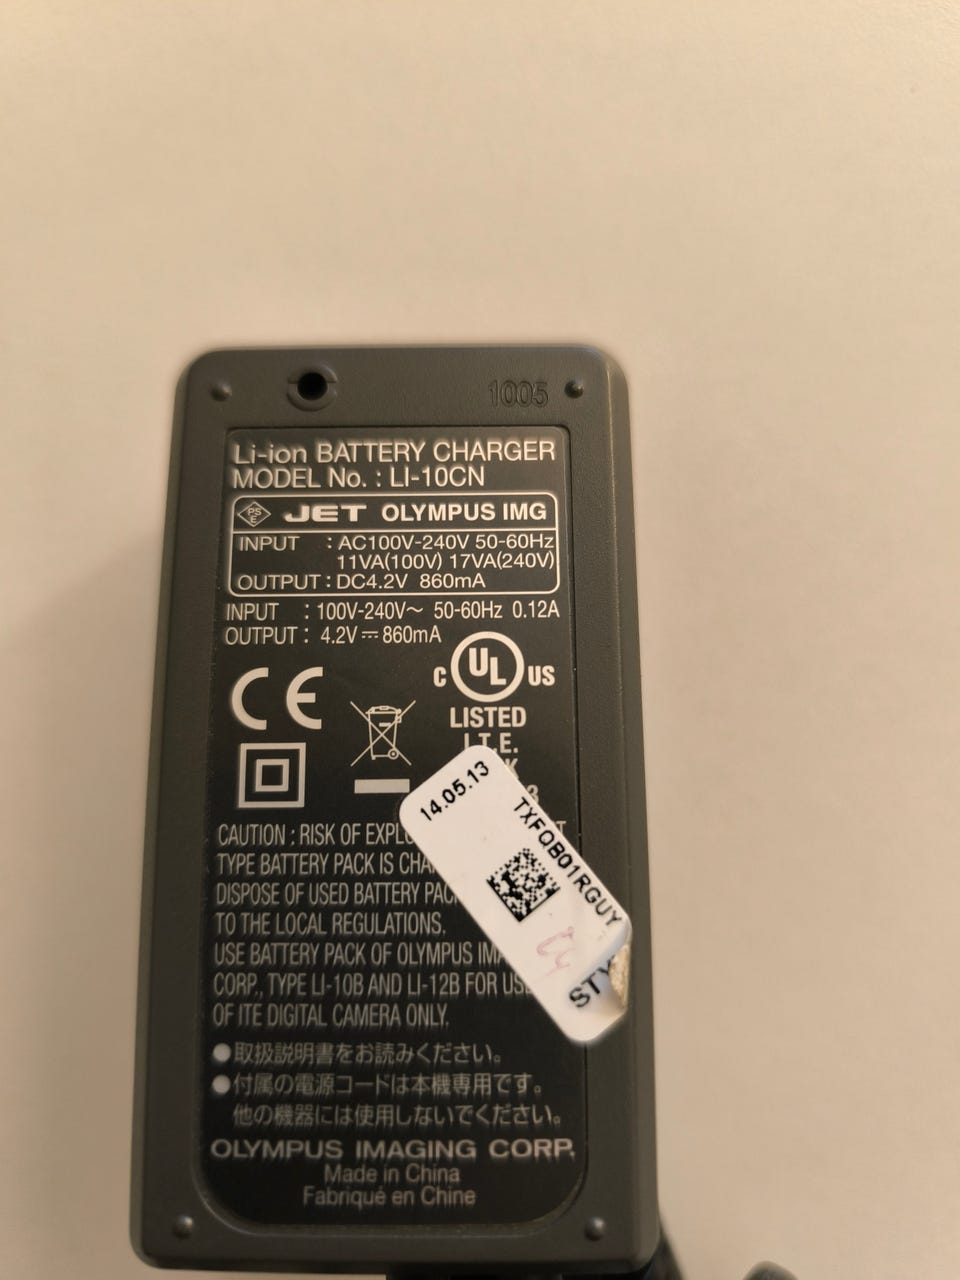 1005
Li-ion BATTERY CHARGER
MODEL No. : LI-10CN
PS
E
JET OLYMPUS IMG
INPUT : AC100V-240V 50-60Hz
11VA(100V) 17VA(240V)
OUTPUT : DC4.2V 860mA
INPUT : 100V-240V～ 50-60Hz 0.12A
OUTPUT : 4.2V⎓860mA
CE
C UL US
LISTED
I.T.E.
14.05.13
TXFQB01RGUY
CAUTION : RISK OF
TYPE BATTERY PACK IS
DISPOSE OF USED BATTERY
TO THE LOCAL REGULATIONS.
USE BATTERY PACK OF OLYMPUS
CORP., TYPE LI-10B AND LI-12B FOR
OF ITE DIGITAL CAMERA ONLY.
●取扱説明書をお読みください。
●付属の電源コードは本機専用です。
他の機器には使用しないでください。
OLYMPUS IMAGING CORP.
Made in China
Fabriqué en Chine